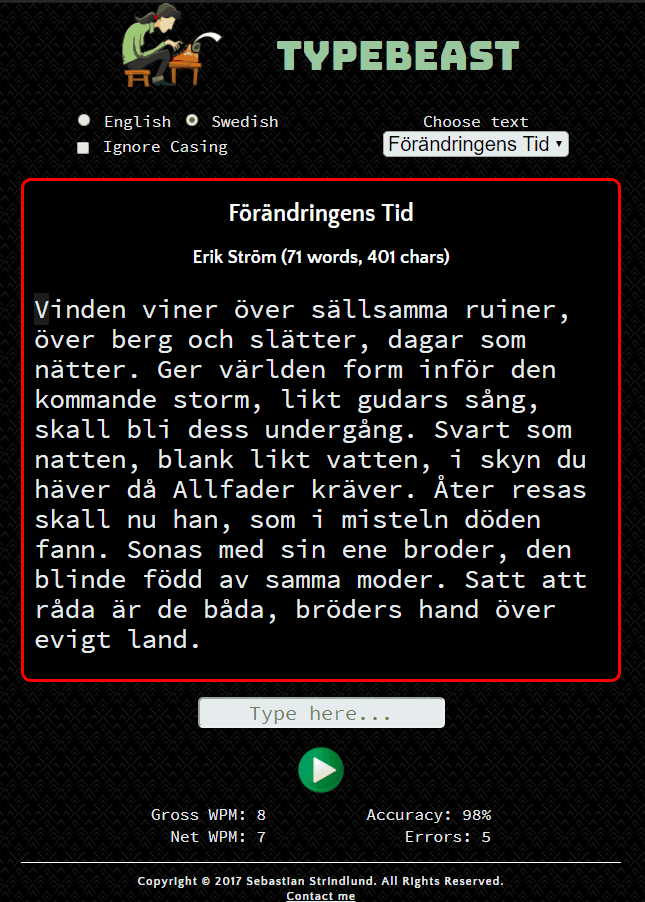 TYPEBEAST
English Swedish Choose text
Ignore Casing Förändringens Tid
Förändringens Tid
Erik Ström (71 words, 401 chars)
Vinden viner över sällsamma ruiner,
över berg och slätter, dagar som
nätter. Ger världen form inför den
kommande storm, likt gudars sång,
skall bli dess undergång. Svart som
natten, blank likt vatten, i skyn du
häver då Allfader kräver. Åter resas
skall nu han, som i misteln döden
fann. Sonas med sin ene broder, den
blinde född av samma moder. Satt att
råda är de båda, bröders hand över
evigt land.
Type here...
Gross WPM: 8 Accuracy: 98%
Net WPM: 7 Errors: 5
Copyright © 2017 Sebastian Strindlund. All Rights Reserved.
Contact me